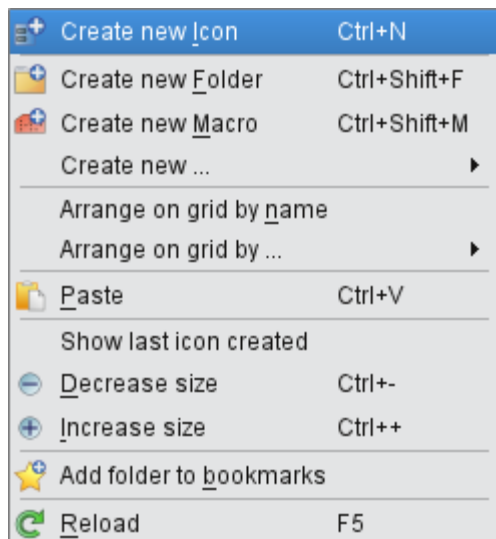 Create new Icon Ctrl+N
Create new Folder Ctrl+Shift+F
Create new Macro Ctrl+Shift+M
Create new ...
Arrange on grid by name
Arrange on grid by ...
Paste Ctrl+V
Show last icon created
Decrease size Ctrl+-
Increase size Ctrl++
Add folder to bookmarks
Reload F5